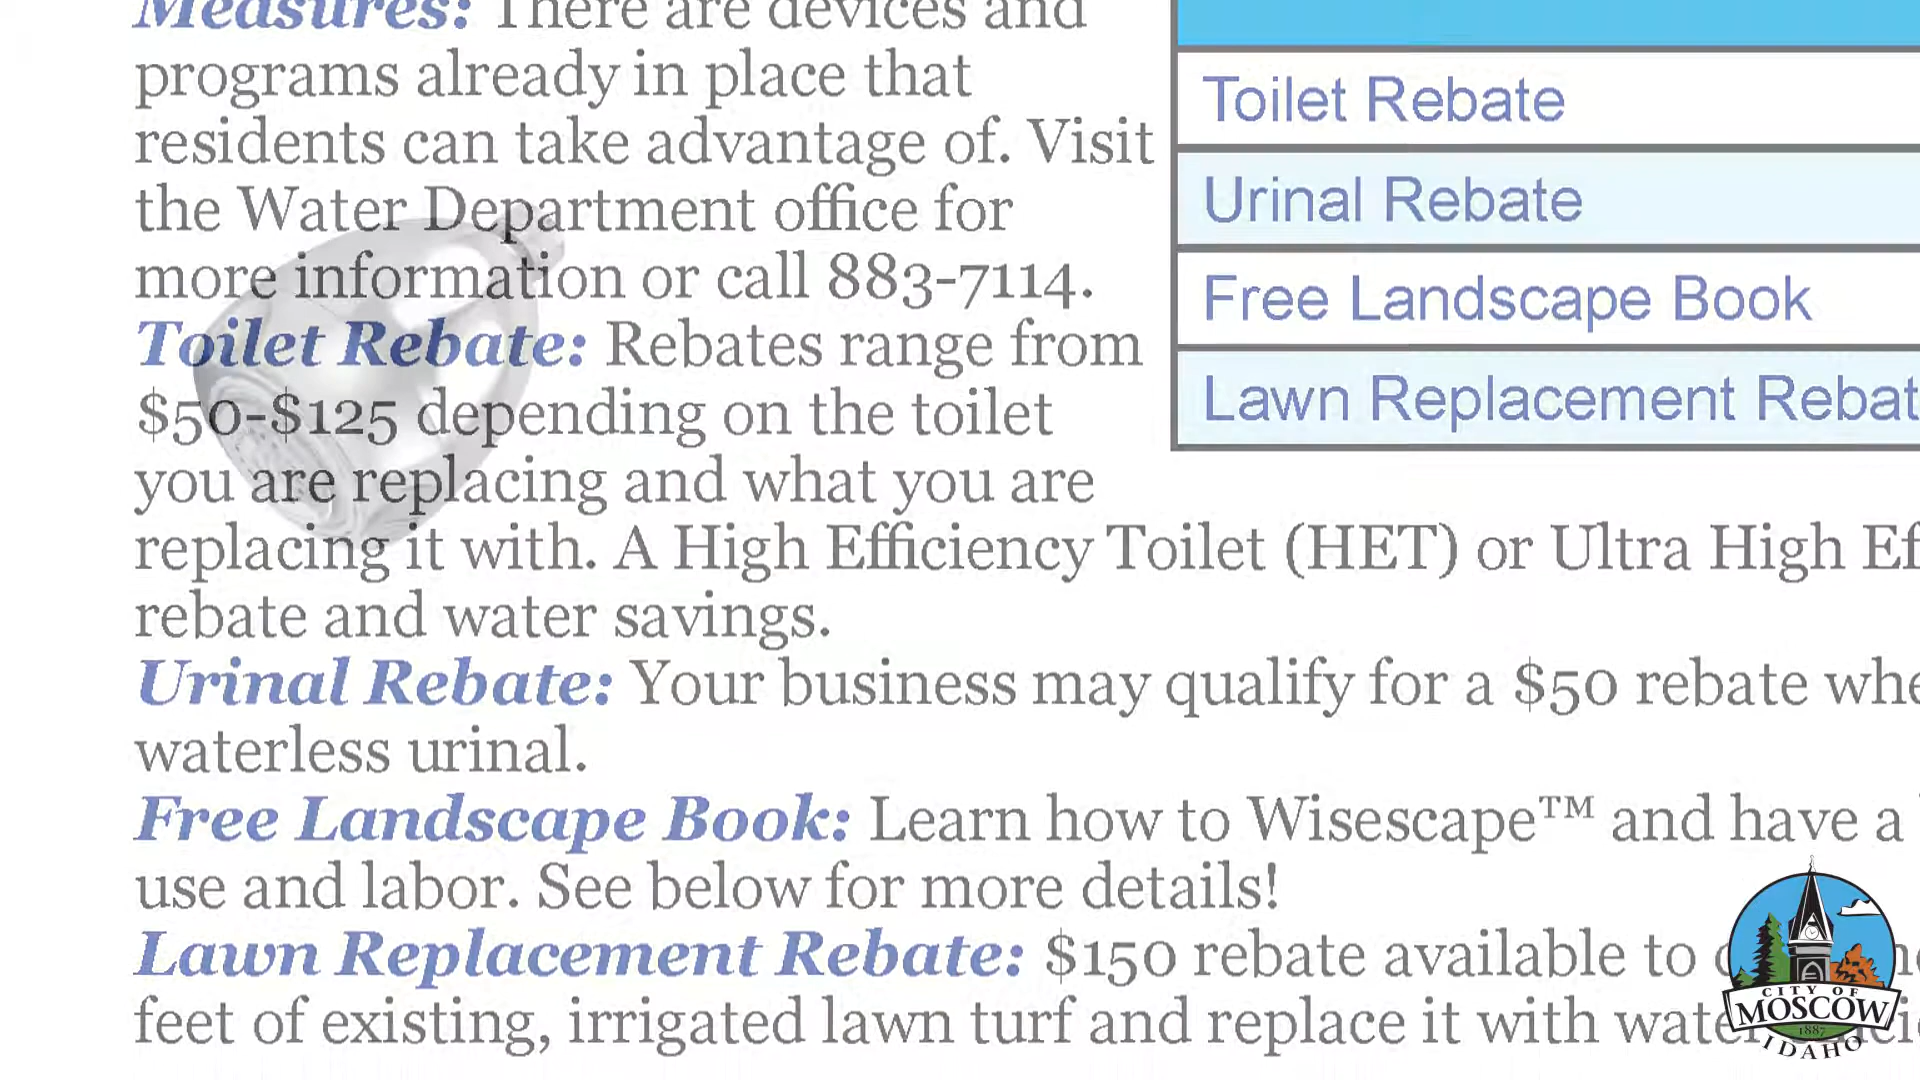 Measures: There are devices and
programs already in place that
residents can take advantage of. Visit
the Water Department office for
more information or call 883-7114.
Toilet Rebate: Rebates range from
$50-$125 depending on the toilet
you are replacing and what you are
replacing it with. A High Efficiency Toilet (HET) or Ultra High Ef
rebate and water savings.
Urinal Rebate: Your business may qualify for a $50 rebate whe
waterless urinal.
Free Landscape Book: Learn how to Wisescape™ and have a
use and labor. See below for more details!
Lawn Replacement Rebate: $150 rebate available to
feet of existing, irrigated lawn turf and replace it with
Toilet Rebate
Urinal Rebate
Free Landscape Book
Lawn Replacement Rebat
CITY OF
MOSCOW
1887
IDAHO